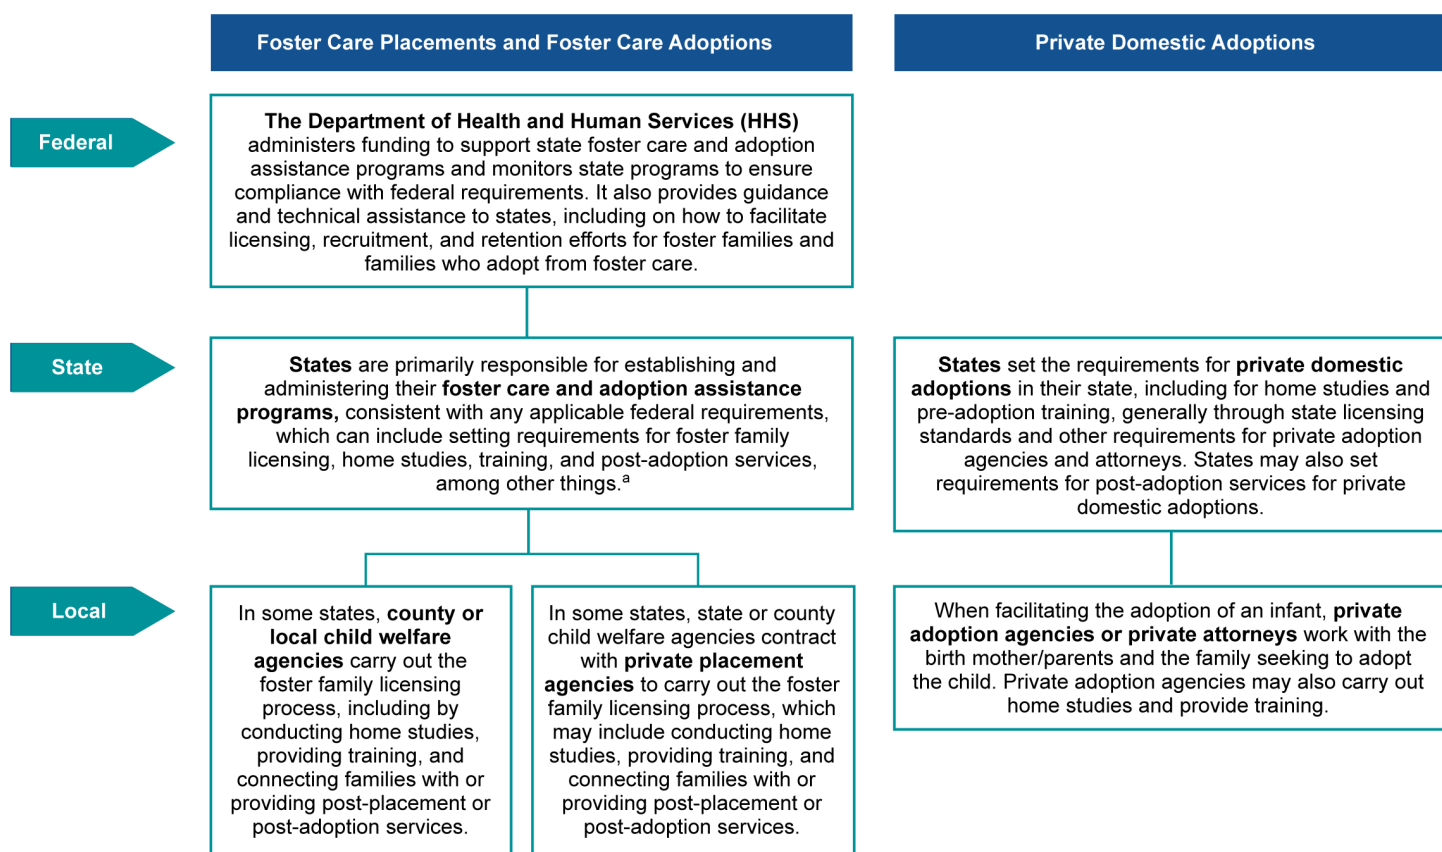 Foster Care Placements and Foster Care Adoptions
Private Domestic Adoptions
Federal
The Department of Health and Human Services (HHS)
administers funding to support state foster care and adoption
assistance programs and monitors state programs to ensure
compliance with federal requirements. It also provides guidance
and technical assistance to states, including on how to facilitate
licensing, recruitment, and retention efforts for foster families and
families who adopt from foster care.
State
States are primarily responsible for establishing and
administering their foster care and adoption assistance
programs, consistent with any applicable federal requirements,
which can include setting requirements for foster family
licensing, home studies, training, and post-adoption services,
among other things.a
States set the requirements for private domestic
adoptions in their state, including for home studies and
pre-adoption training, generally through state licensing
standards and other requirements for private adoption
agencies and attorneys. States may also set
requirements for post-adoption services for private
domestic adoptions.
Local
In some states, county or
local child welfare
agencies carry out the
foster family licensing
process, including by
conducting home studies,
providing training, and
connecting families with or
providing post-placement or
post-adoption services.
In some states, state or county
child welfare agencies contract
with private placement
agencies to carry out the foster
family licensing process, which
may include conducting home
studies, providing training, and
connecting families with or
providing post-placement or
post-adoption services.
When facilitating the adoption of an infant, private
adoption agencies or private attorneys work with the
birth mother/parents and the family seeking to adopt
the child. Private adoption agencies may also carry out
home studies and provide training.